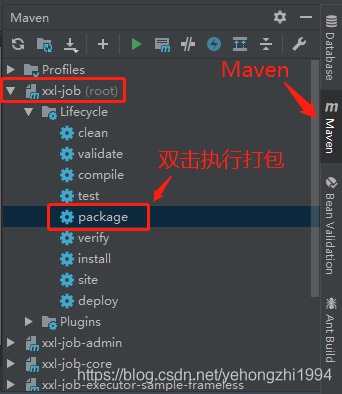 Maven
Profiles
xxl-job (root)
Lifecycle
clean
validate
compile
test
package
verify
install
site
deploy
Plugins
xxl-job-admin
xxl-job-core
xxl-job-executor-sample-frameless
Maven
双击执行打包
Database
Maven
Bean Validation
Ant Build
https://blog.csdn.net/yehongzhi1994